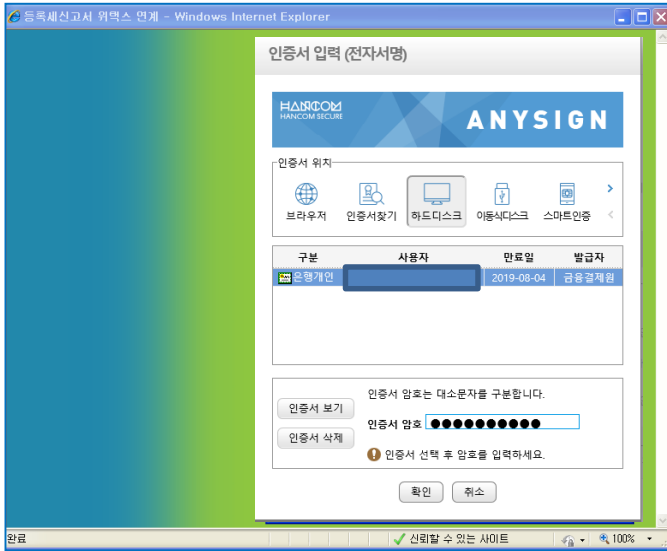 등록세신고서 위택스 연계 - Windows Internet Explorer
인증서 입력 (전자서명)
HANCOM
HANCOM SECURE
ANYSIGN
인증서 위치
브라우저 인증서찾기 하드디스크 이동식디스크 스마트인증
구분 사용자 만료일 발급자
은행개인 2019-08-04 금융결제원
인증서 암호는 대소문자를 구분합니다.
인증서 보기
인증서 암호 ●●●●●●●●●●
인증서 삭제
인증서 선택 후 암호를 입력하세요.
확인 취소
완료 신뢰할 수 있는 사이트 100%